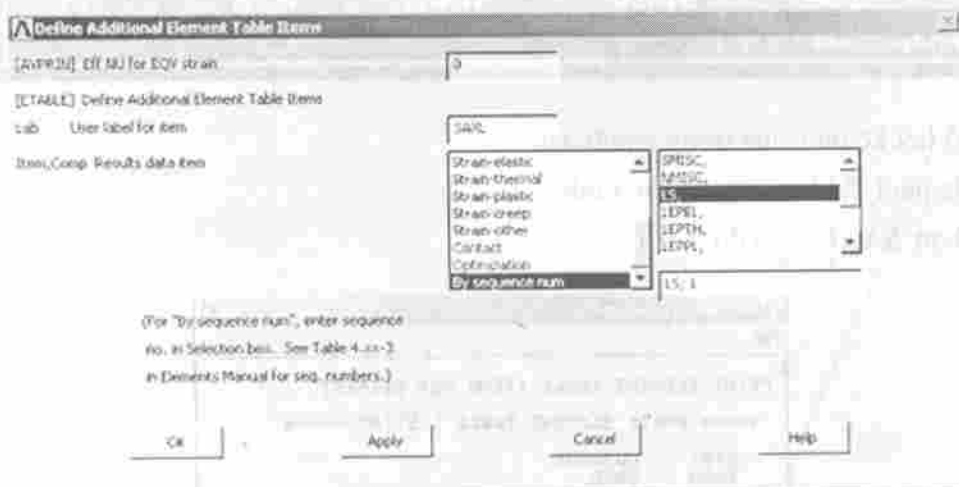 Define Additional Element Table Items
[AVPRIN] Eff NU for EQV strain
0
[ETABLE] Define Additional Element Table Items
Lab User label for item
SAXL
Item,Comp Results data item
Strain-elastic
Strain-thermal
Strain-plastic
Strain-creep
Strain-other
Contact
Optimization
By sequence num
SMISC,
NMISC,
LS,
LEPEL,
LEPTH,
LEPPL,
LS, 1
(For "By sequence num", enter sequence
no. in Selection box. See Table 4.xx-3
in Elements Manual for seq. numbers.)
OK
Apply
Cancel
Help